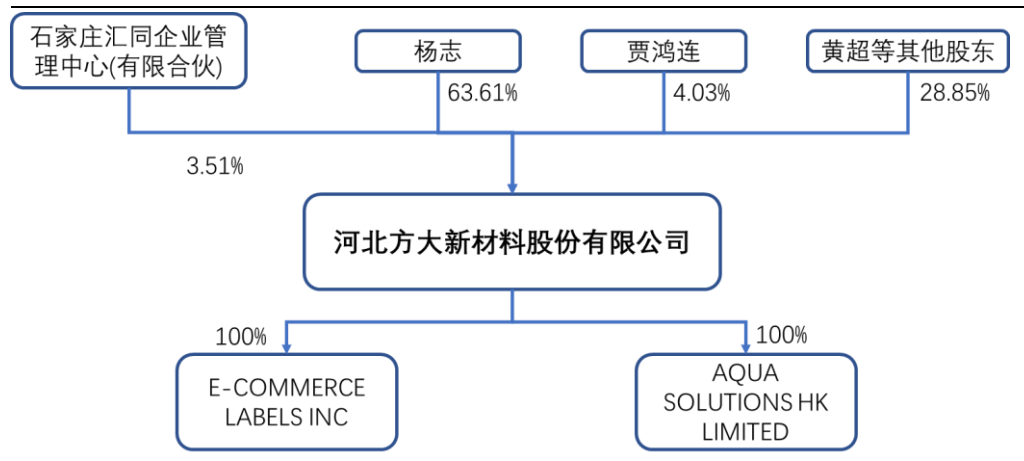 石家庄汇同企业管
理中心(有限合伙)
杨志
贾鸿连
黄超等其他股东
63.61%
4.03%
28.85%
3.51%
河北方大新材料股份有限公司
100%
100%
E-COMMERCE
LABELS INC
AQUA
SOLUTIONS HK
LIMITED